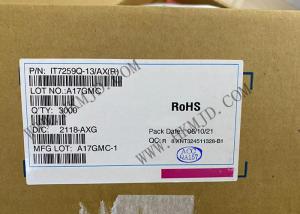 P/N: IT7259Q-13/AX(R)
LOT NO.: A17GMC
Q'TY: 3000
RoHS
D/C: 2118-AXG
Pack Date: 06/10/21
MFG LOT: A17GMC-1
QC: R